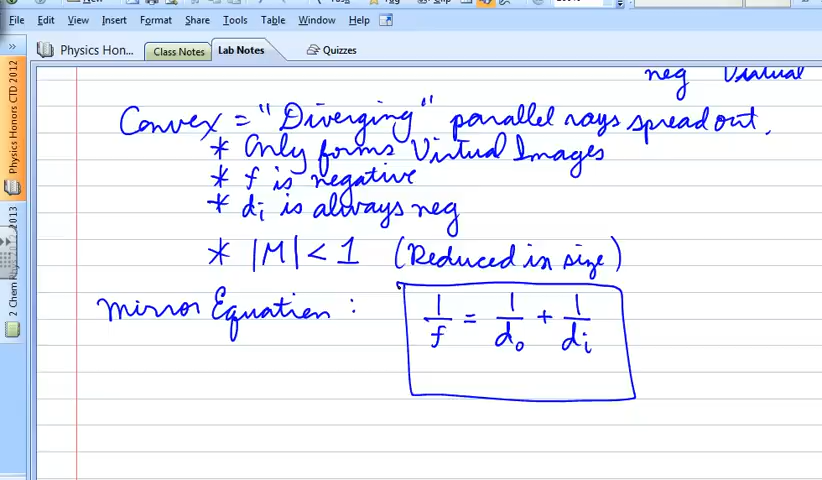 File Edit View Insert Format Share Tools Table Window Help
Physics Hon... Class Notes Lab Notes Quizzes
Physics Honors CTD 2012
neg Virtual
Convex = "Diverging" parallel rays spread out.
* Only forms Virtual Images
* f is negative
* di is always neg
* |M| < 1 (Reduced in size)
Mirror Equation : 1/f = 1/do + 1/di